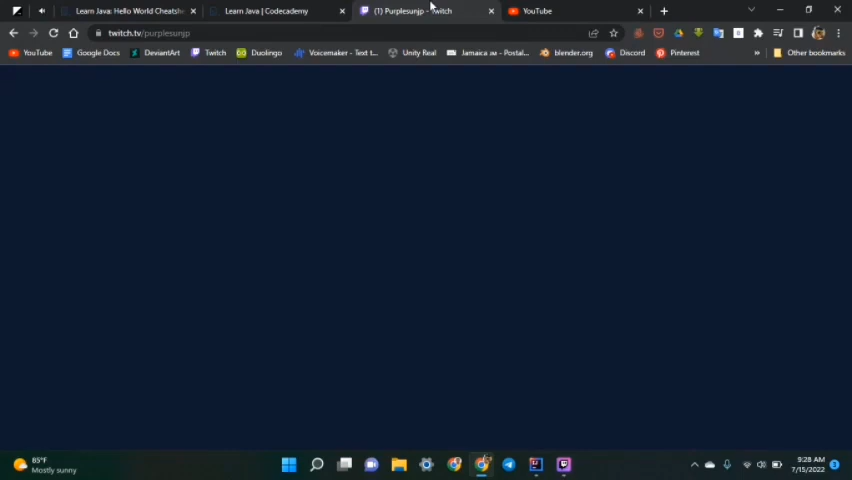 Learn Java: Hello World Cheatshe
Learn Java | Codecademy
(1) Purplesunjp - Twitch
YouTube
twitch.tv/purplesunjp
YouTube
Google Docs
DeviantArt
Twitch
Duolingo
Voicemaker - Text t...
Unity Real
Jamaica 🇯🇲 - Postal...
blender.org
Discord
Pinterest
»
Other bookmarks
85°F
Mostly sunny
9:28 AM
7/15/2022